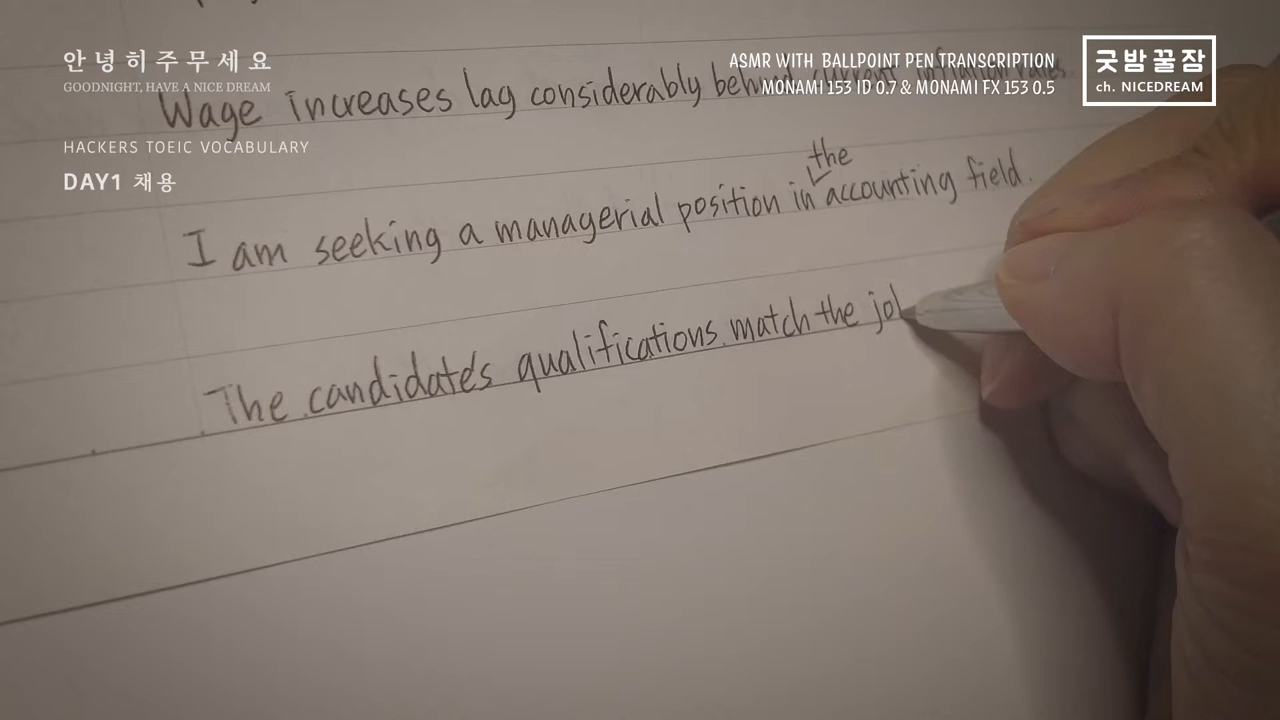 안녕히주무세요
GOODNIGHT, HAVE A NICE DREAM
HACKERS TOEIC VOCABULARY
DAY1 채용
ASMR WITH BALLPOINT PEN TRANSCRIPTION
MONAMI 153 ID 0.7 & MONAMI FX 153 0.5
굿밤꿀잠
ch. NICEDREAM
Wage increases lag considerably behind current inflation rates.
the
I am seeking a managerial position in accounting field.
The candidate's qualifications match the jo